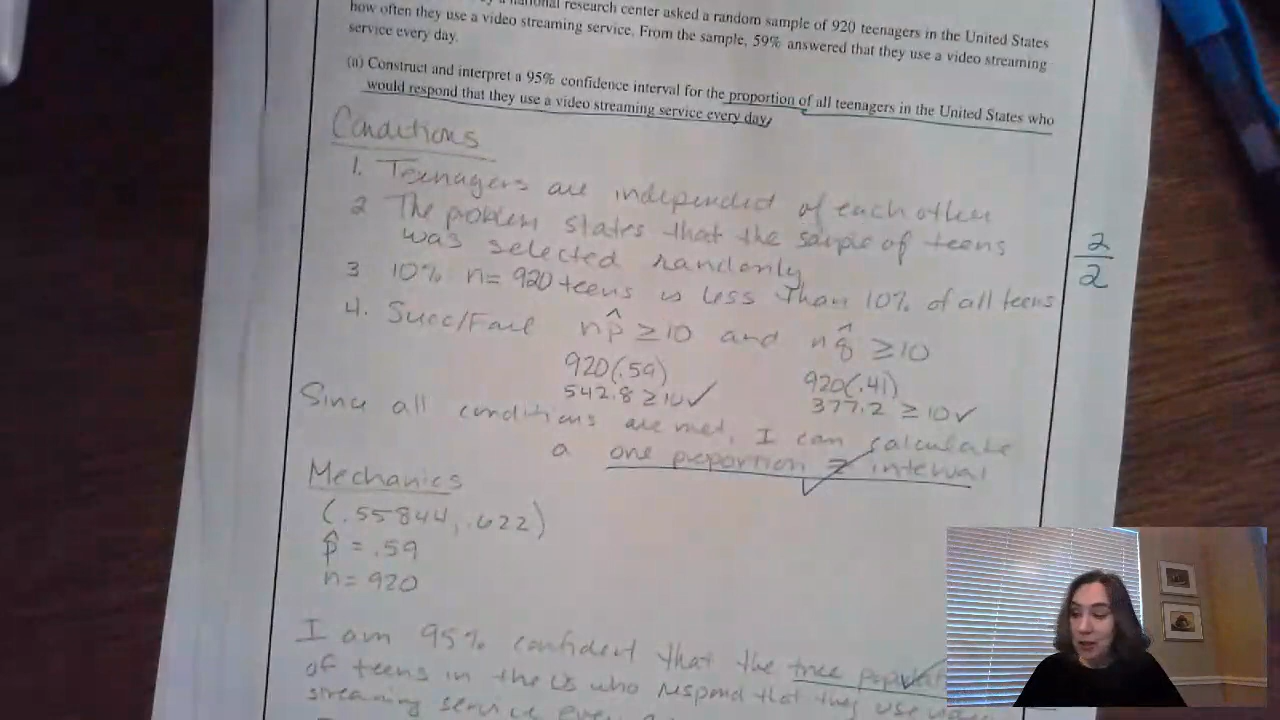 national research center asked a random sample of 920 teenagers in the United States
how often they use a video streaming service. From the sample, 59% answered that they use a video streaming
service every day.
(a) Construct and interpret a 95% confidence interval for the proportion of all teenagers in the United States who
would respond that they use a video streaming service every day.
Conditions
1. Teenagers are independed of each other
2 The problem states that the sample of teens
was selected randomly
3 10% n= 920 teens is less than 10% of all teens
4. Succ/Fail np̂ ≥10 and nq̂ ≥10
920(.59) 920(.41)
542.8 ≥10 ✓ 377.2 ≥10 ✓
2/2
Since all conditions are met, I can calculate
a one proportion z interval
Mechanics
(.55844, .622)
p̂ = .59
n= 920
I am 95% confident that the true
of teens in the US who respond that they use
streaming service